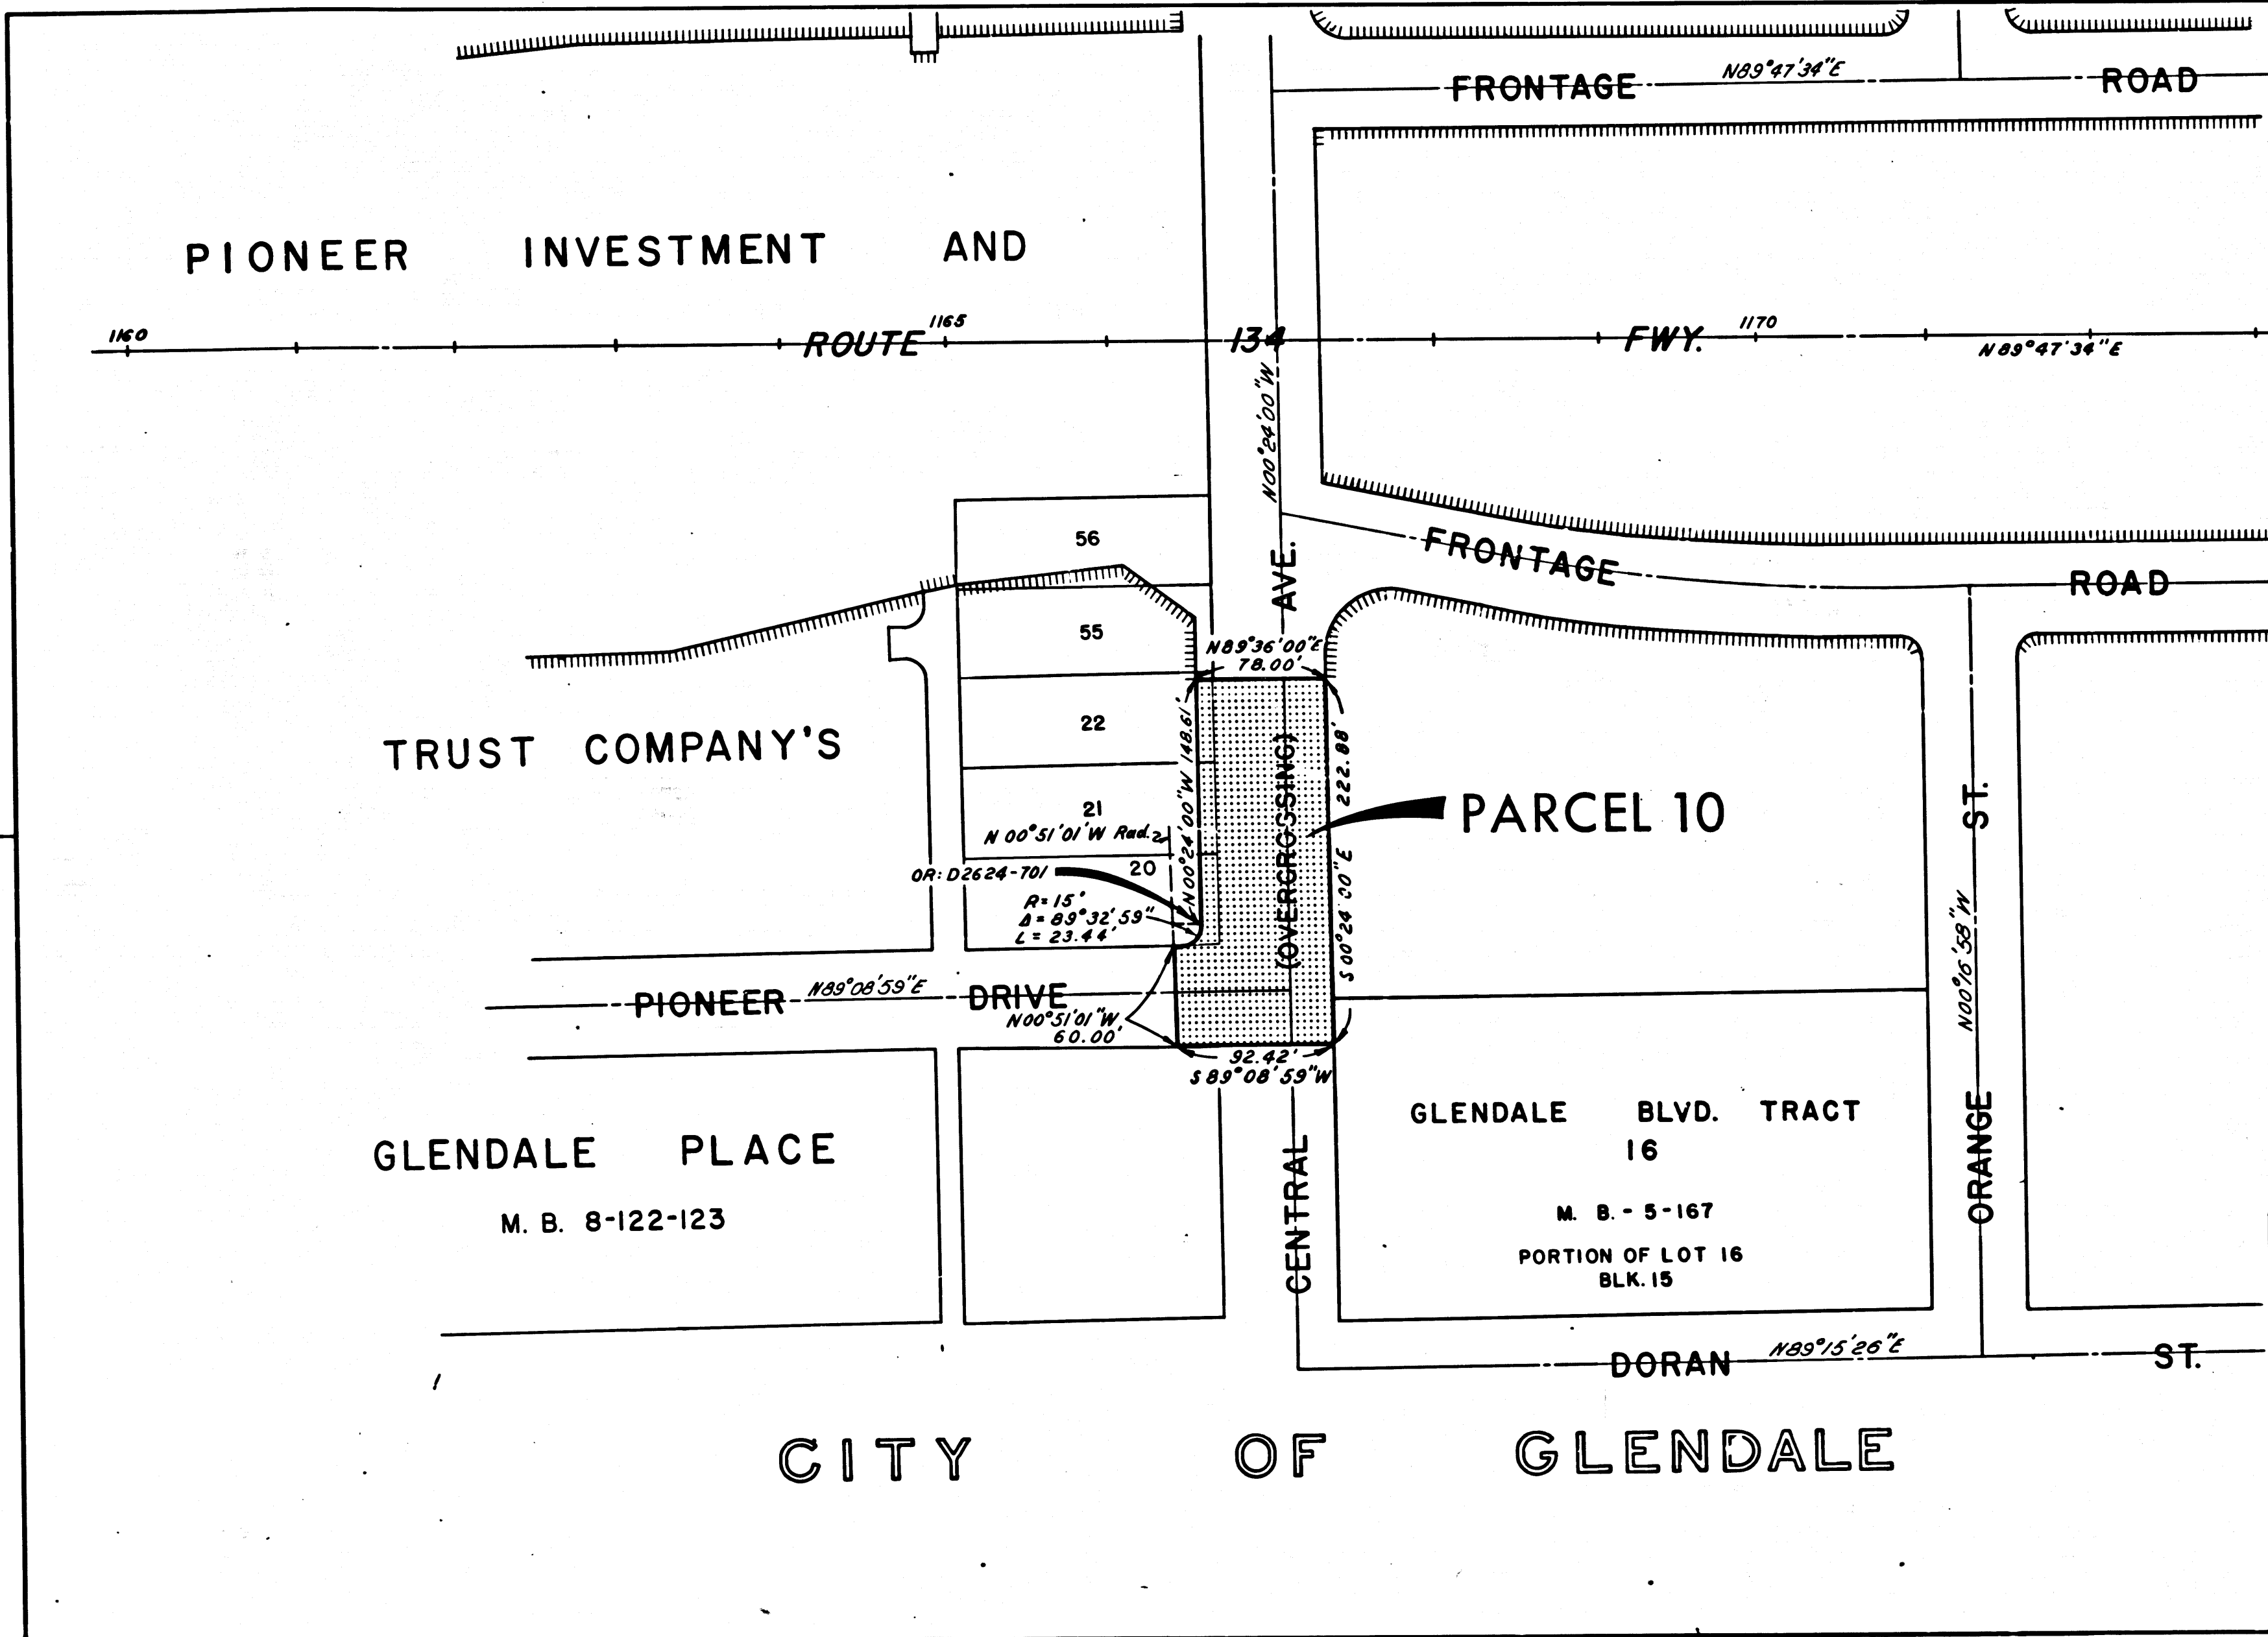 FRONTAGE N89°47'34"E ROAD
PIONEER INVESTMENT AND
1160 ROUTE 1165 134 FWY. 1170 N89°47'34"E
N00°24'00"W
56
FRONTAGE ROAD
AVE.
55
N89°36'00"E
78.00'
22
TRUST COMPANY'S
N00°24'00"W 148.61'
(OVERCROSSING)
222.88'
S00°24'00"E
PARCEL 10
ST.
21
N 00°51'01'W Rad.
20
OR: D2624-701
R=15'
Δ=89°32'59"
L=23.44'
N00°16'58"W
PIONEER N89°08'59"E DRIVE
N00°51'01"W
60.00'
92.42'
S89°08'59"W
GLENDALE BLVD. TRACT
16
M. B. - 5-167
PORTION OF LOT 16
BLK. 15
GLENDALE PLACE
M. B. 8-122-123
CENTRAL
ORANGE
DORAN N89°15'26"E ST.
CITY OF GLENDALE